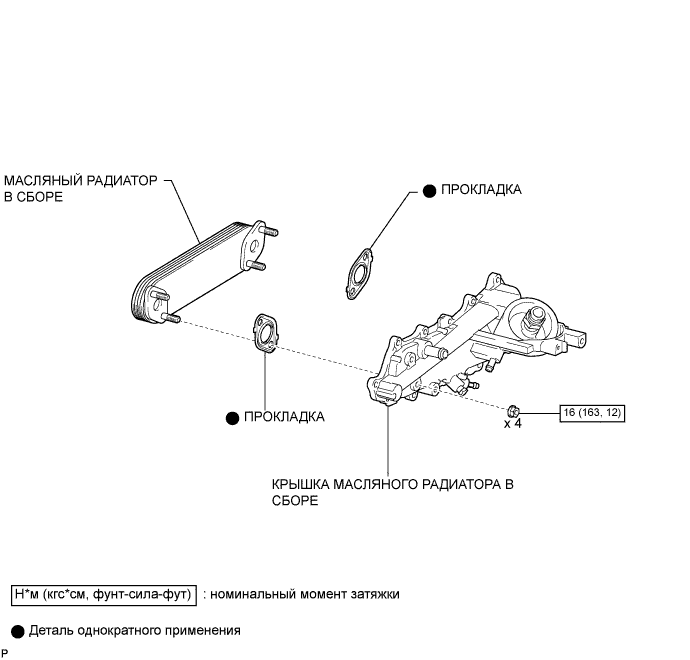 МАСЛЯНЫЙ РАДИАТОР
В СБОРЕ
ПРОКЛАДКА
ПРОКЛАДКА
x 4
16 (163, 12)
КРЫШКА МАСЛЯНОГО РАДИАТОРА В
СБОРЕ
Н*м (кгс*см, фунт-сила-фут) : номинальный момент затяжки
Деталь однократного применения
P